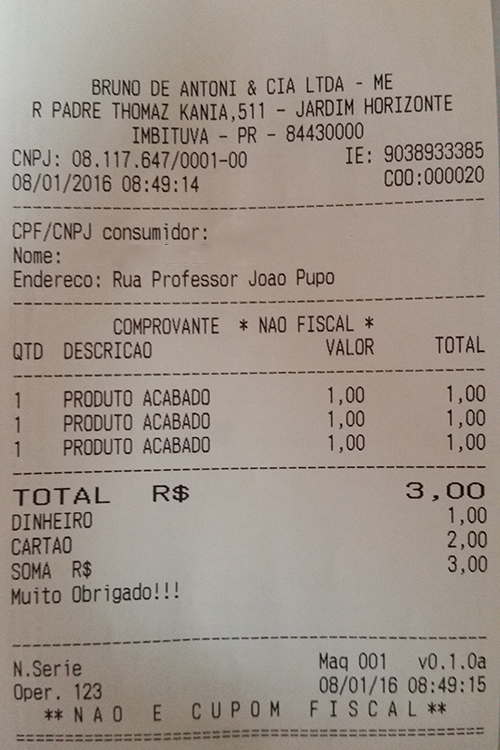 BRUNO DE ANTONI & CIA LTDA - ME
R PADRE THOMAZ KANIA,511 - JARDIM HORIZONTE
IMBITUVA - PR - 84430000
CNPJ: 08.117.647/0001-00 IE: 9038933385
08/01/2016 08:49:14 COO:000020
CPF/CNPJ consumidor:
Nome:
Endereco: Rua Professor Joao Pupo
COMPROVANTE * NAO FISCAL *
QTD DESCRICAO VALOR TOTAL
1 PRODUTO ACABADO 1,00 1,00
1 PRODUTO ACABADO 1,00 1,00
1 PRODUTO ACABADO 1,00 1,00
TOTAL R$ 3,00
DINHEIRO 1,00
CARTAO 2,00
SOMA R$ 3,00
Muito Obrigado!!!
N.Serie Maq 001 v0.1.0a
Oper. 123 08/01/16 08:49:15
** N A O E C U P O M F I S C A L **